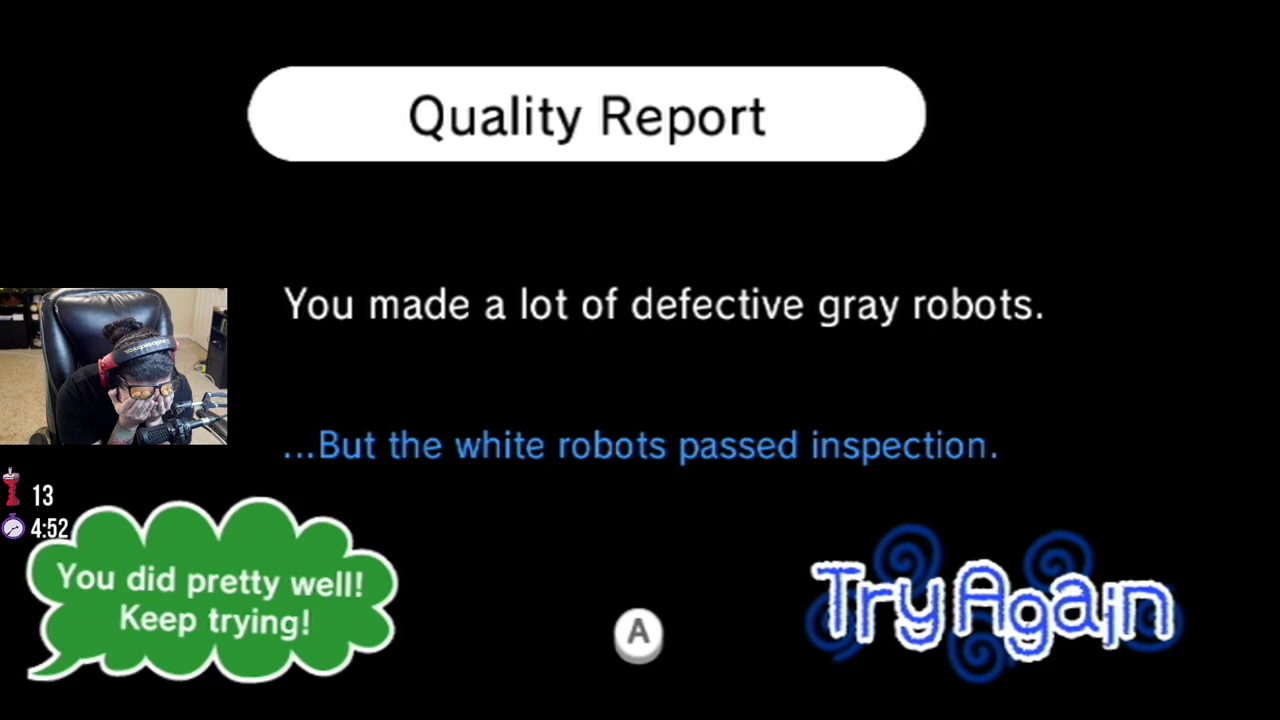 Quality Report
You made a lot of defective gray robots.
...But the white robots passed inspection.
13
4:52
You did pretty well!
Keep trying!
A
Try Again